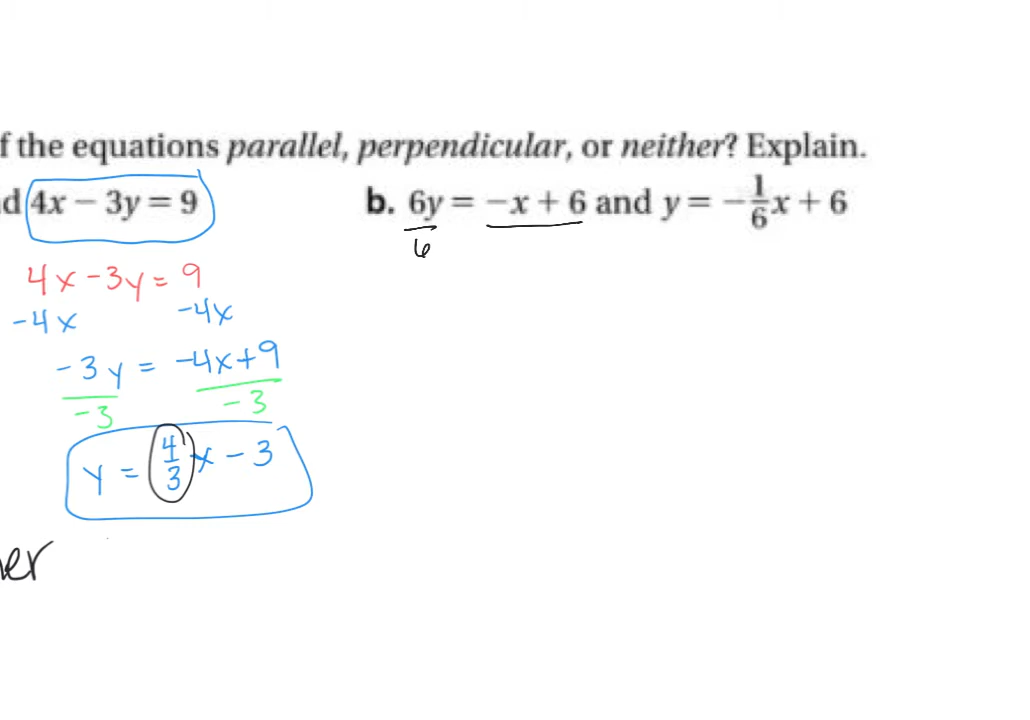 f the equations parallel, perpendicular, or neither? Explain.
d 4x − 3y = 9
b. 6y = −x + 6 and y = −1/6x + 6
6
4x - 3y = 9
-4x -4x
-3y = -4x+9
-3 -3
y = 4/3 x - 3
er